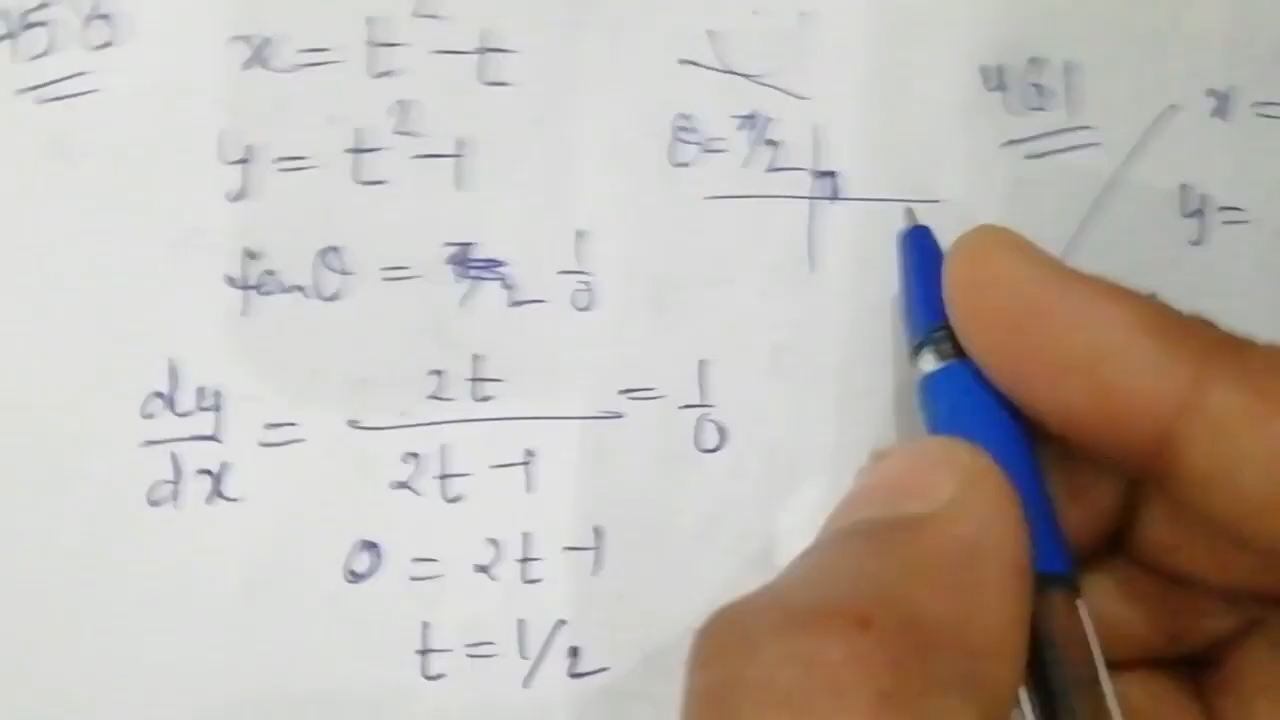 x = t² - t
y = t² - 1
θ = π/2
tanθ = 1/0
dy/dx = 2t/2t - 1 = 1/0
0 = 2t - 1
t = 1/2
461
x =
y =